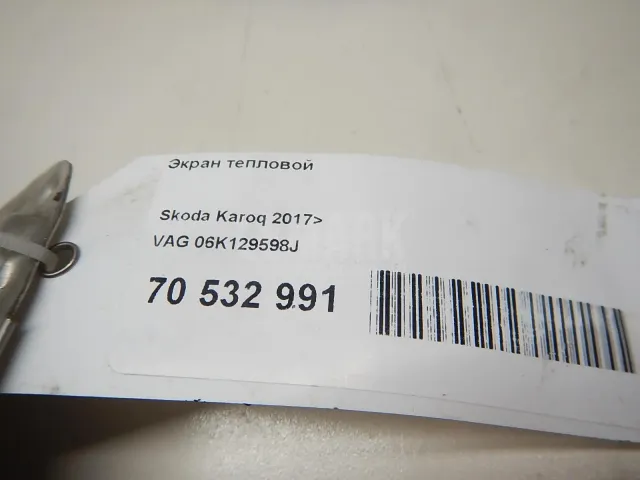 Экран тепловой
Skoda Karoq 2017>
VAG 06K129598J
70 532 991